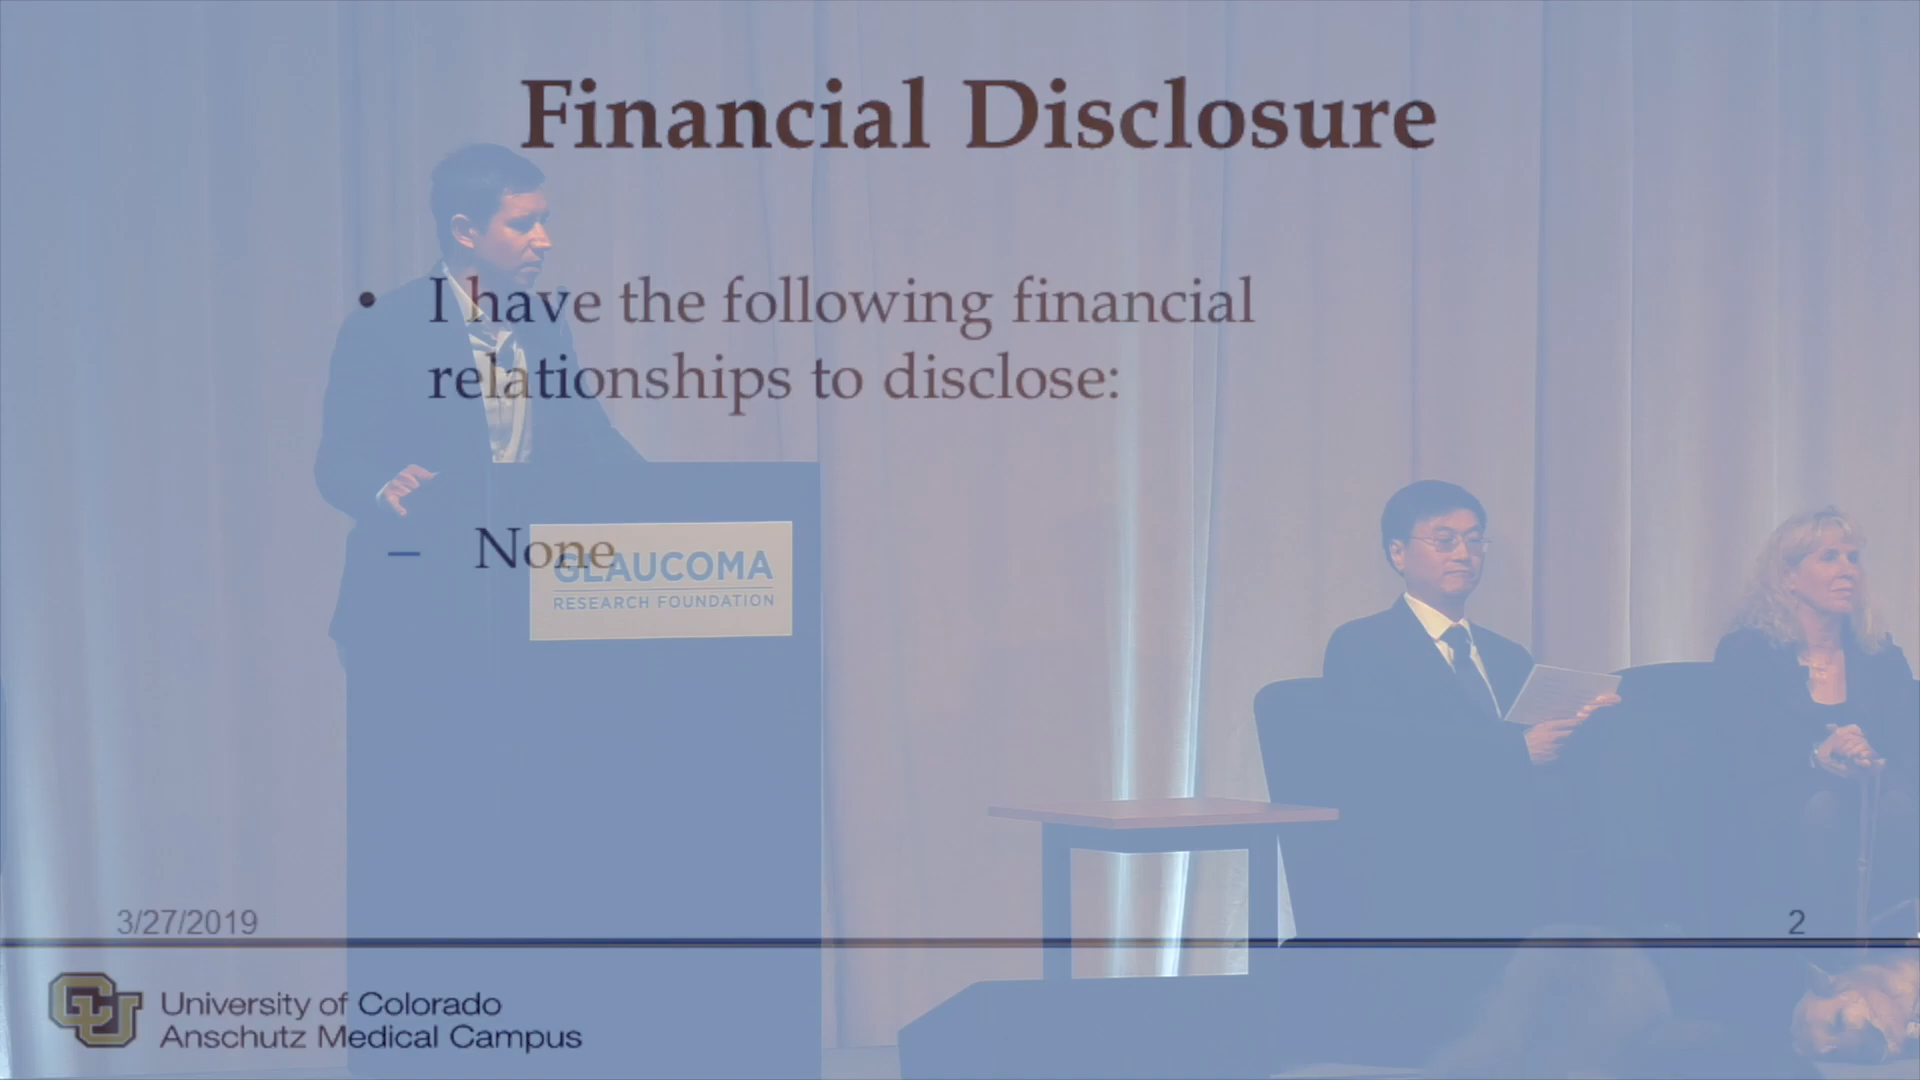 Financial Disclosure
• I have the following financial
relationships to disclose:
– None
GLAUCOMA
RESEARCH FOUNDATION
3/27/2019
2
CU
University of Colorado
Anschutz Medical Campus